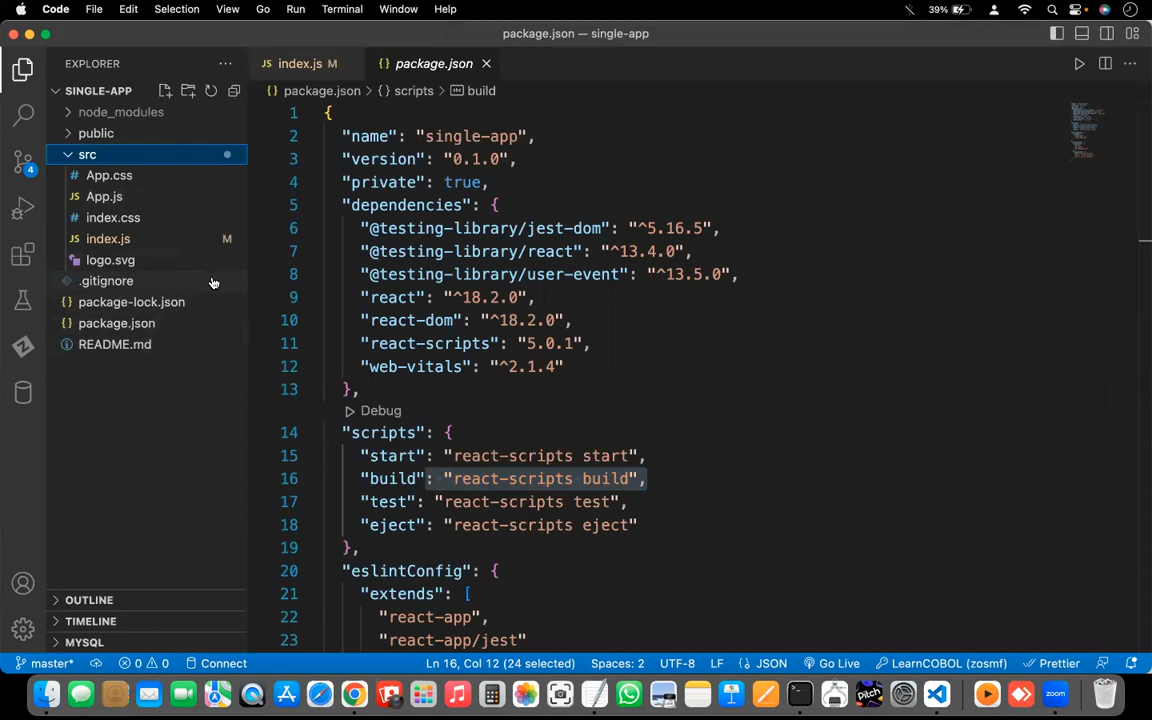 Code File Edit Selection View Go Run Terminal Window Help 39%
package.json — single-app
EXPLORER
index.js M
package.json
SINGLE-APP
package.json > scripts > build
node_modules
public
src
App.css
App.js
index.css
index.js M
logo.svg
.gitignore
package-lock.json
package.json
README.md
4
1 {
2 "name": "single-app",
3 "version": "0.1.0",
4 "private": true,
5 "dependencies": {
6 "@testing-library/jest-dom": "^5.16.5",
7 "@testing-library/react": "^13.4.0",
8 "@testing-library/user-event": "^13.5.0",
9 "react": "^18.2.0",
10 "react-dom": "^18.2.0",
11 "react-scripts": "5.0.1",
12 "web-vitals": "^2.1.4"
13 },
Debug
14 "scripts": {
15 "start": "react-scripts start",
16 "build": "react-scripts build",
17 "test": "react-scripts test",
18 "eject": "react-scripts eject"
19 },
20 "eslintConfig": {
21 "extends": [
22 "react-app",
23 "react-app/jest"
OUTLINE
TIMELINE
MYSQL
master* 0 0 Connect Ln 16, Col 12 (24 selected) Spaces: 2 UTF-8 LF {} JSON Go Live LearnCOBOL (zosmf) Prettier
pitch
zoom